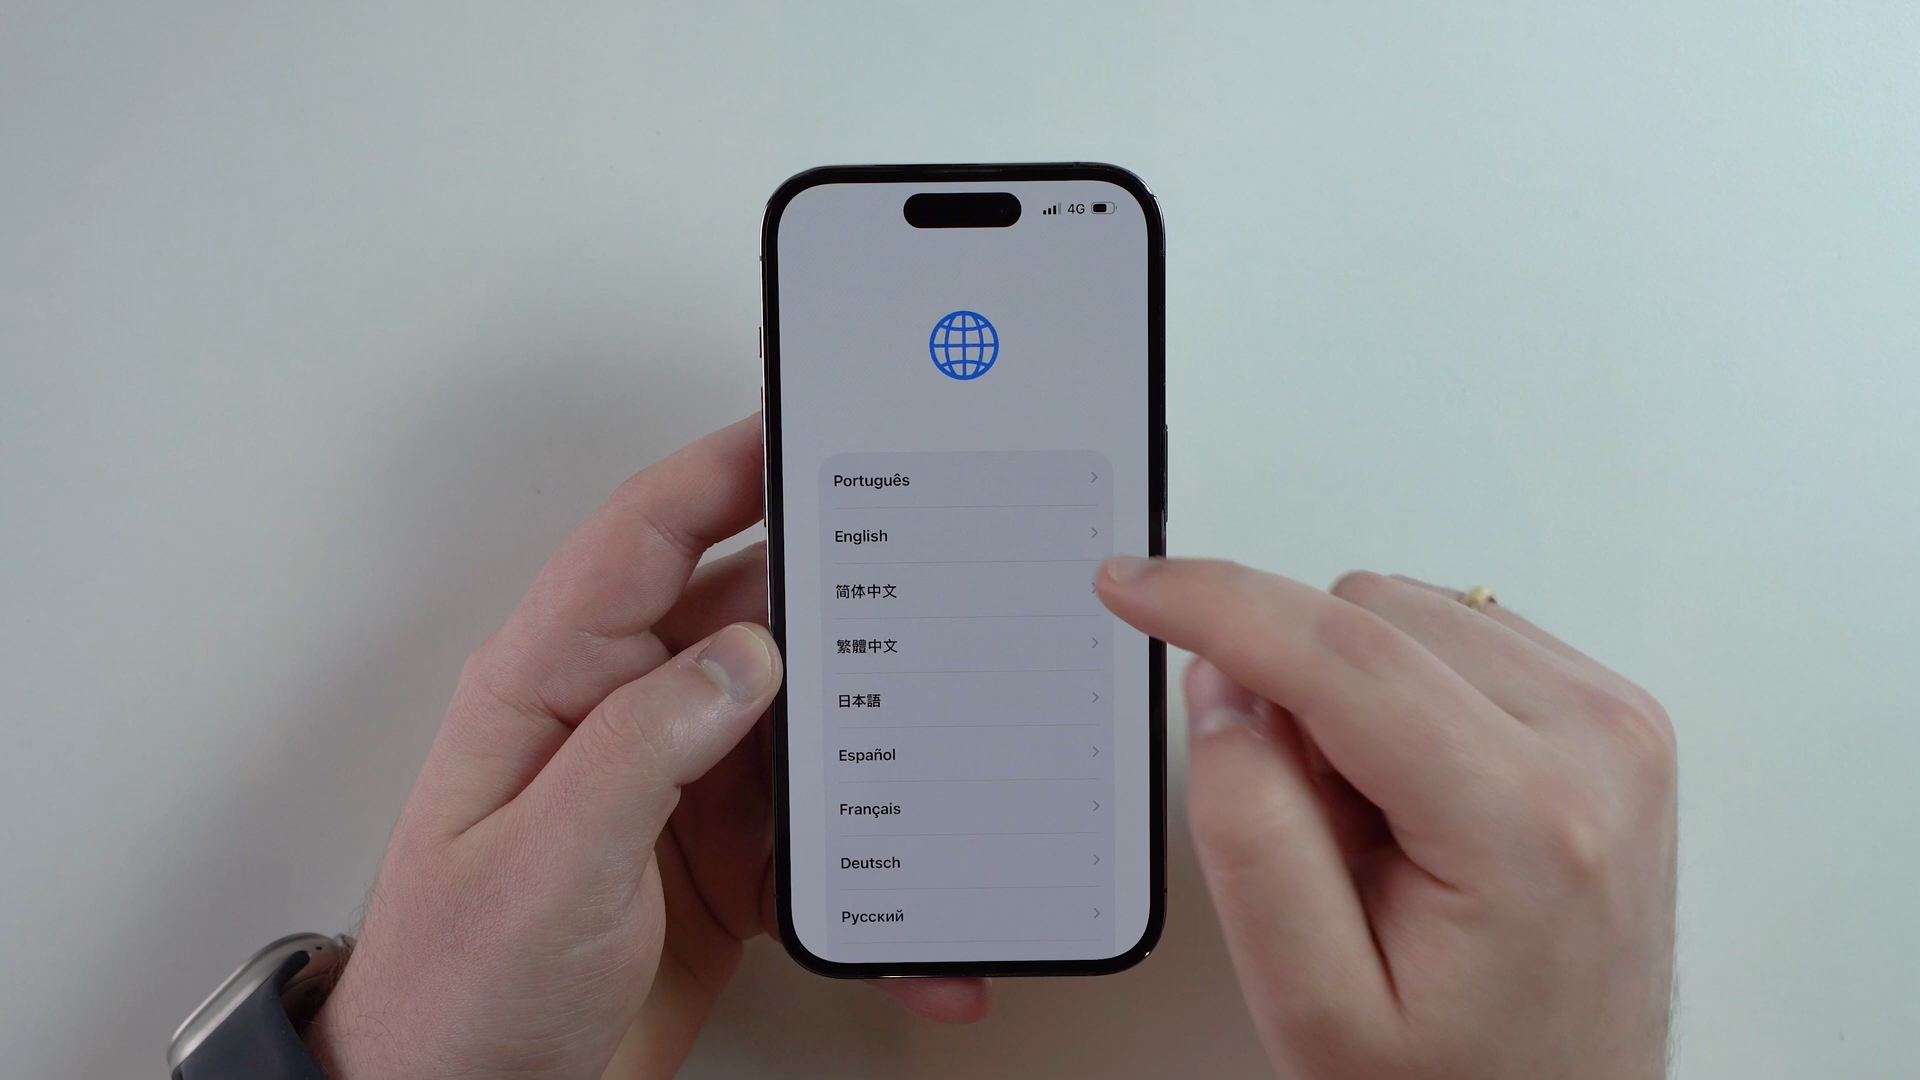 4G
Português
English
简体中文
繁體中文
日本語
Español
Français
Deutsch
Русский